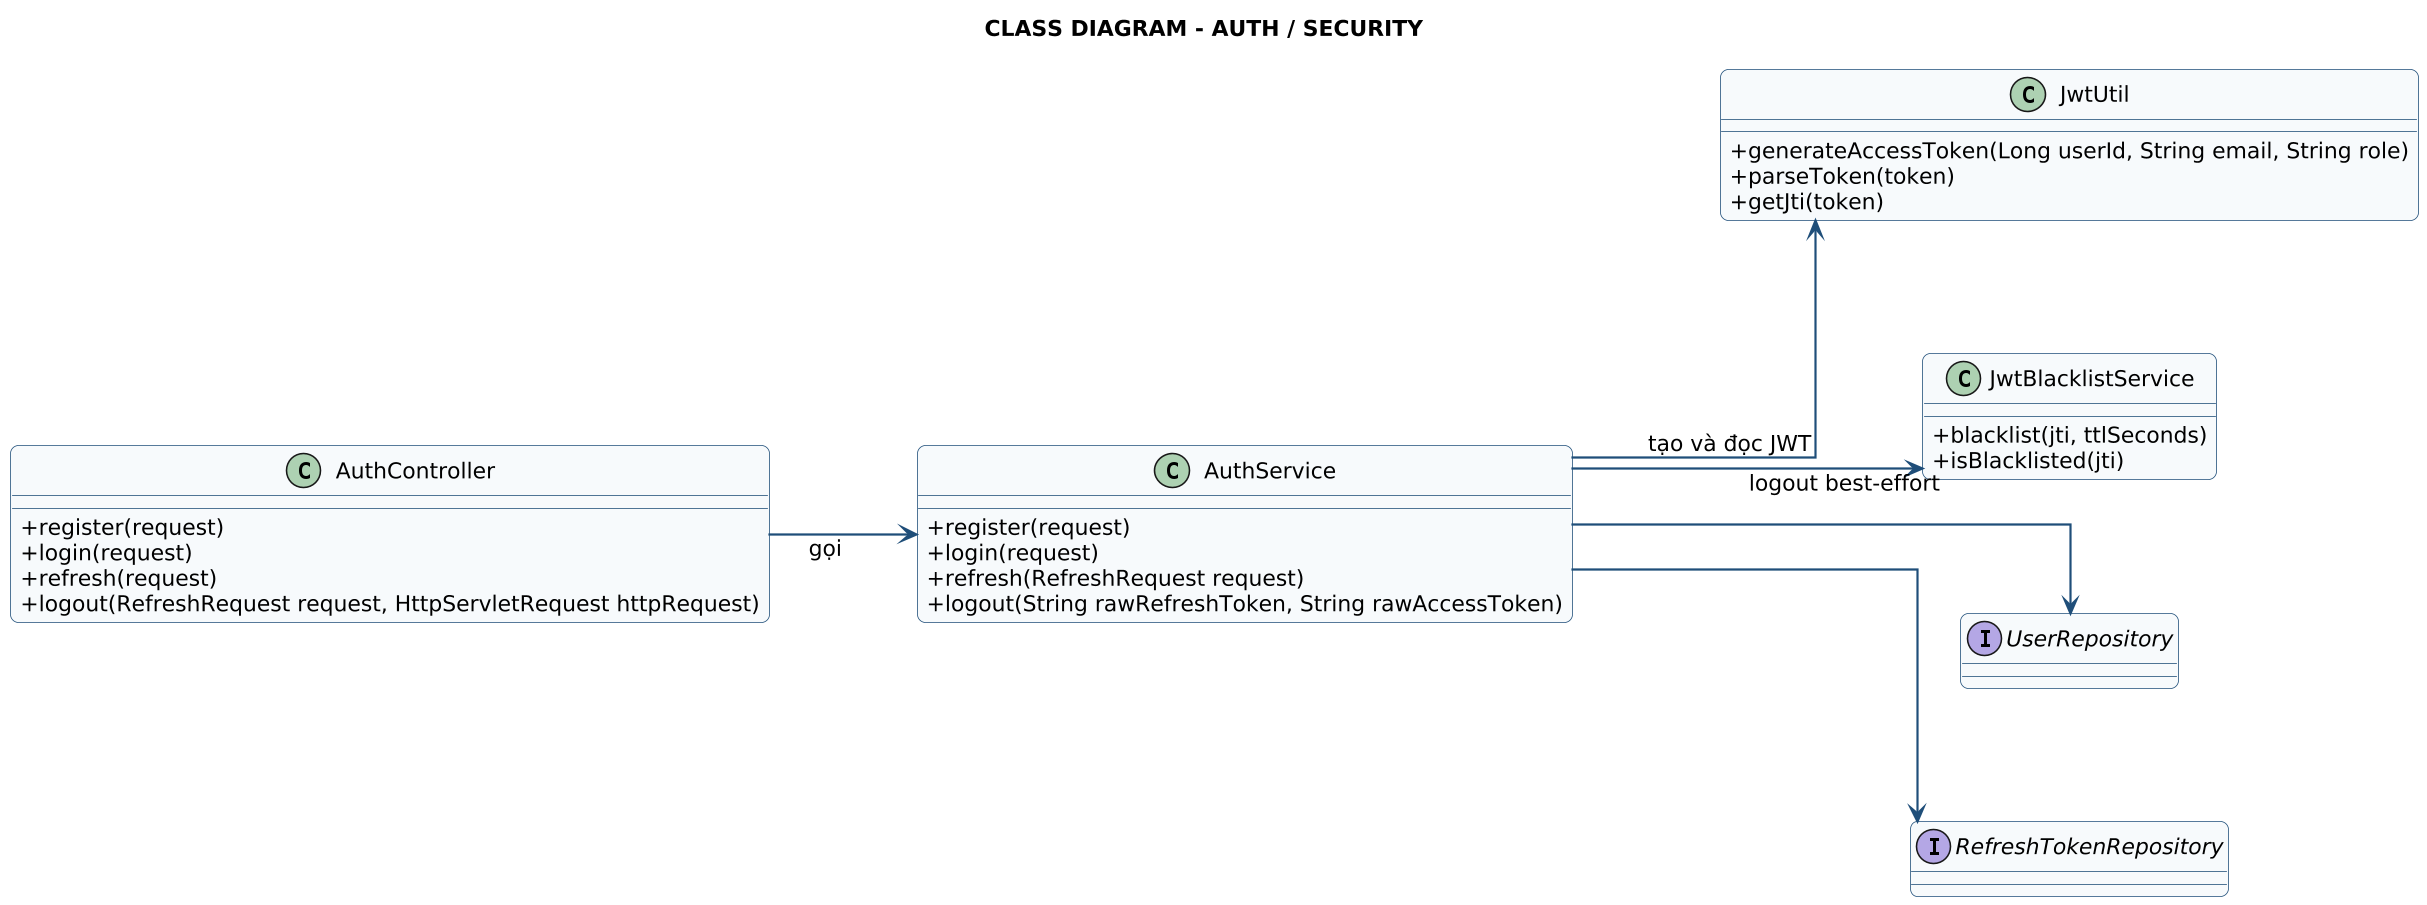 CLASS DIAGRAM - AUTH / SECURITY
C JwtUtil
+generateAccessToken(Long userId, String email, String role)
+parseToken(token)
+getJti(token)
C JwtBlacklistService
+blacklist(jti, ttlSeconds)
+isBlacklisted(jti)
C AuthController
+register(request)
+login(request)
+refresh(request)
+logout(RefreshRequest request, HttpServletRequest httpRequest)
gọi
C AuthService
+register(request)
+login(request)
+refresh(RefreshRequest request)
+logout(String rawRefreshToken, String rawAccessToken)
tạo và đọc JWT
logout best-effort
I UserRepository
I RefreshTokenRepository